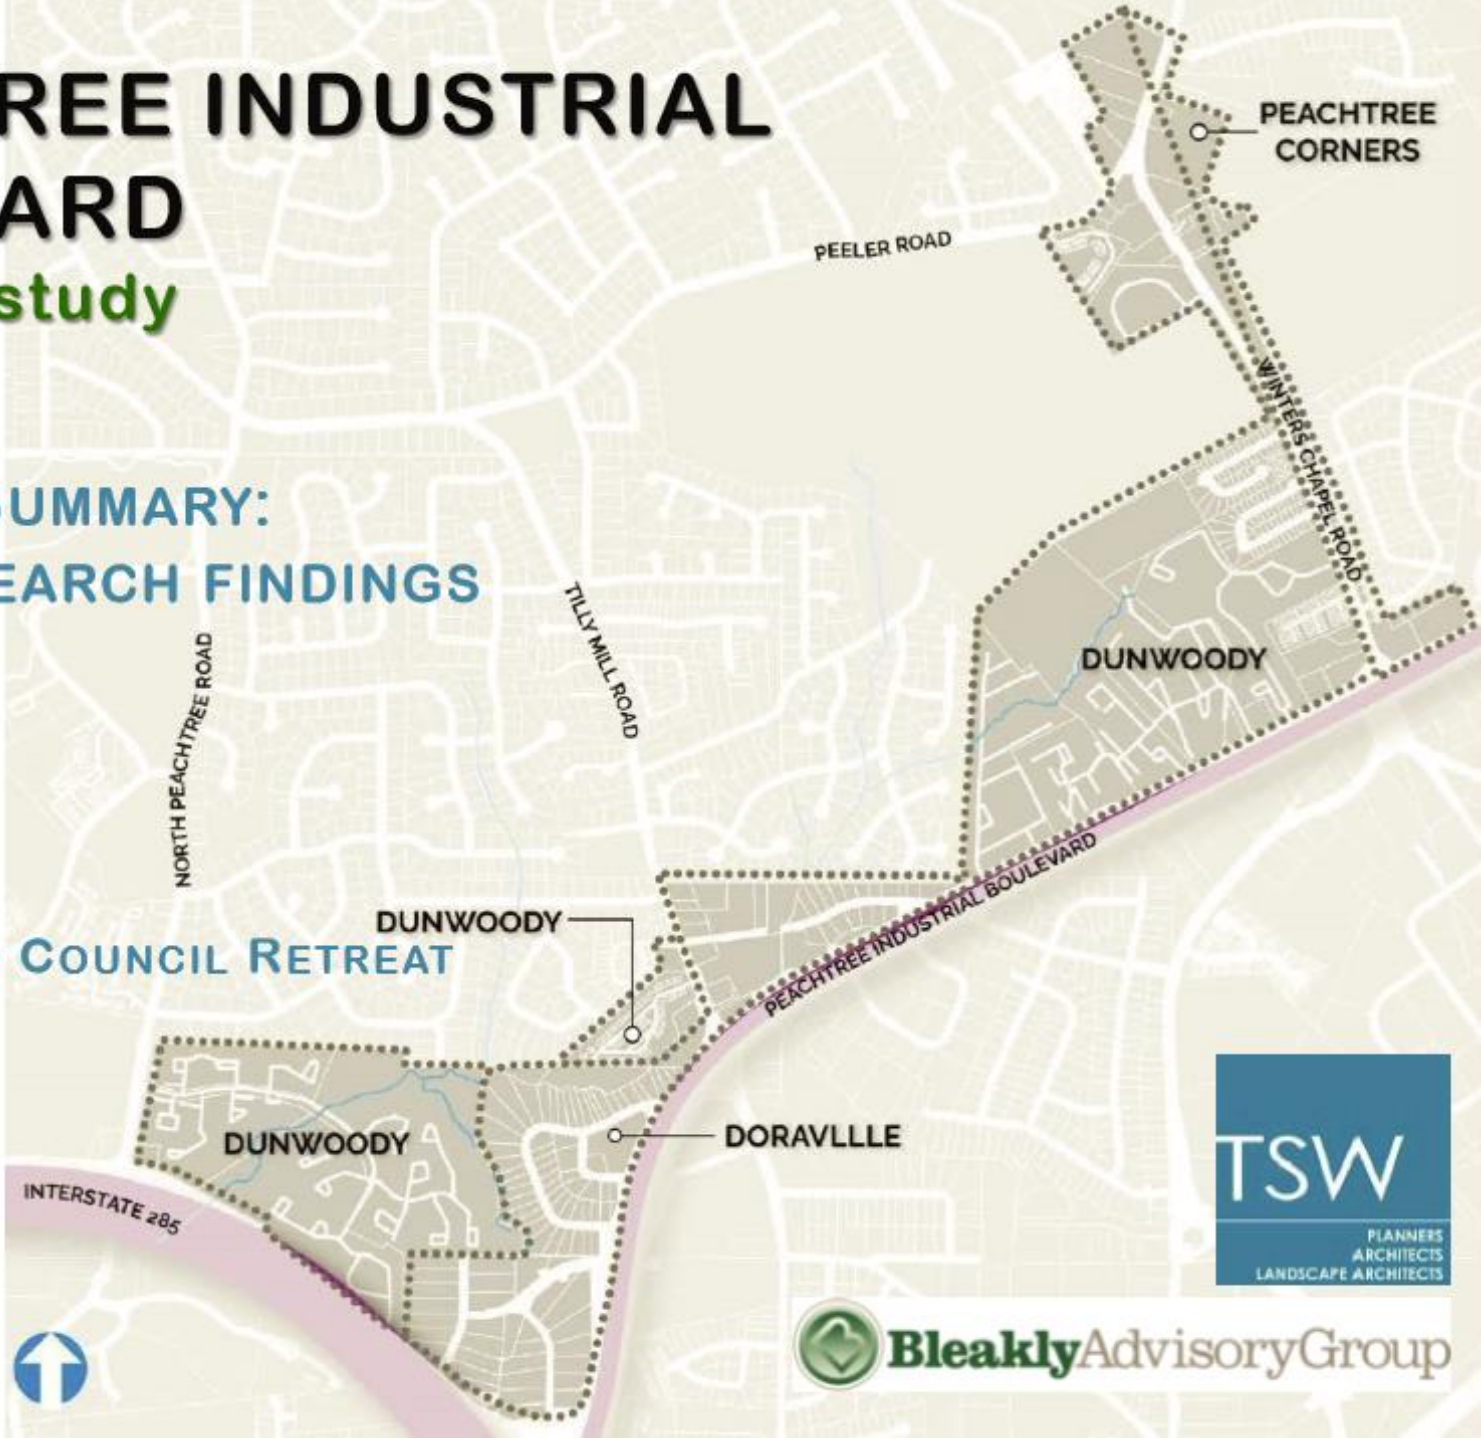 REE INDUSTRIAL
ARD
study
PEACHTREE
CORNERS
PEELER ROAD
WINTERS CHAPEL ROAD
SUMMARY:
EARCH FINDINGS
TILLY MILL ROAD
NORTH PEACHTREE ROAD
DUNWOODY
PEACHTREE INDUSTRIAL BOULEVARD
DUNWOODY
COUNCIL RETREAT
DUNWOODY
DORAVLLLE
INTERSTATE 285
TSW
PLANNERS
ARCHITECTS
LANDSCAPE ARCHITECTS
BleaklyAdvisoryGroup